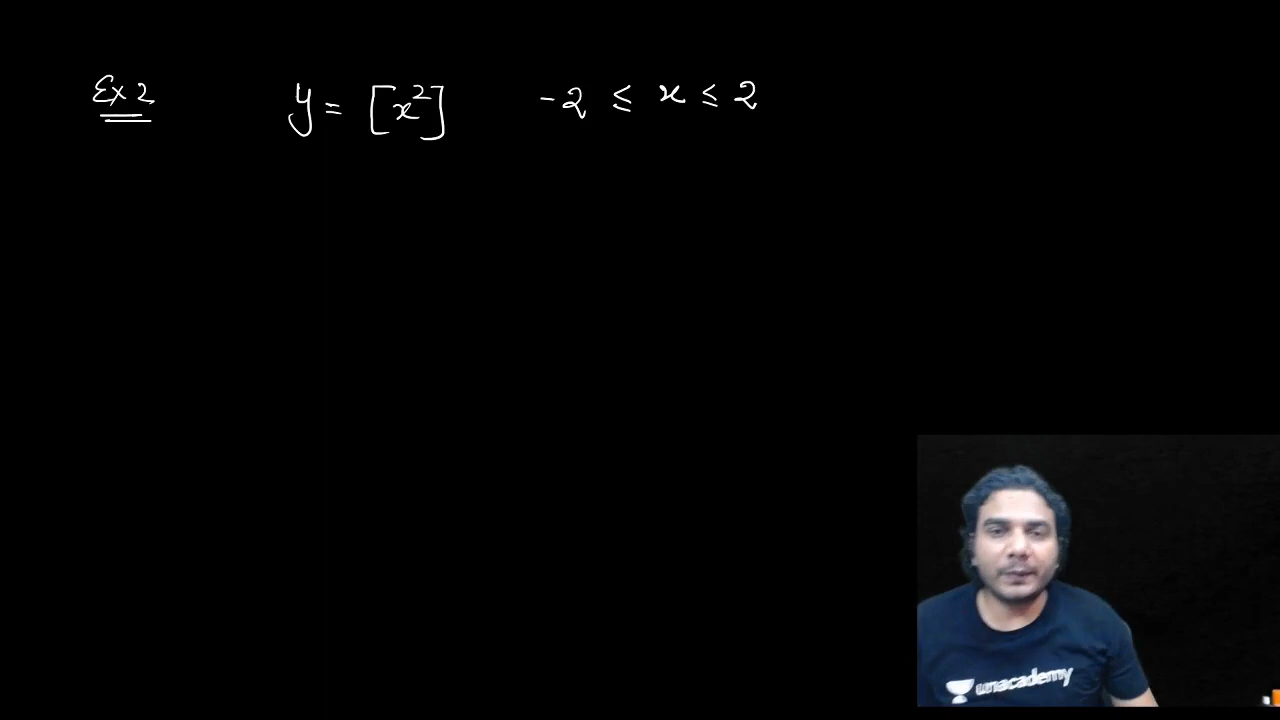 Ex 2 y = [x²] -2 ≤ x ≤ 2
unacademy